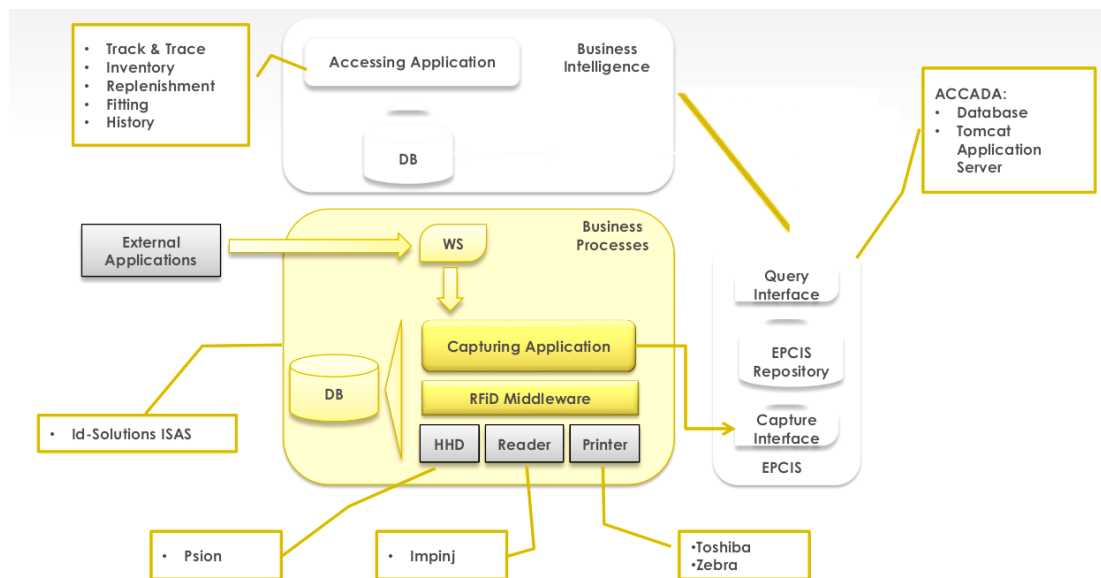 • Track & Trace
• Inventory
• Replenishment
• Fitting
• History
Accessing Application
Business
Intelligence
DB
ACCADA:
• Database
• Tomcat
Application
Server
External
Applications
WS
Business
Processes
Query
Interface
Capturing Application
EPCIS
Repository
DB
RFiD Middleware
• Id-Solutions ISAS
HHD
Reader
Printer
Capture
Interface
EPCIS
• Psion
• Impinj
•Toshiba
•Zebra